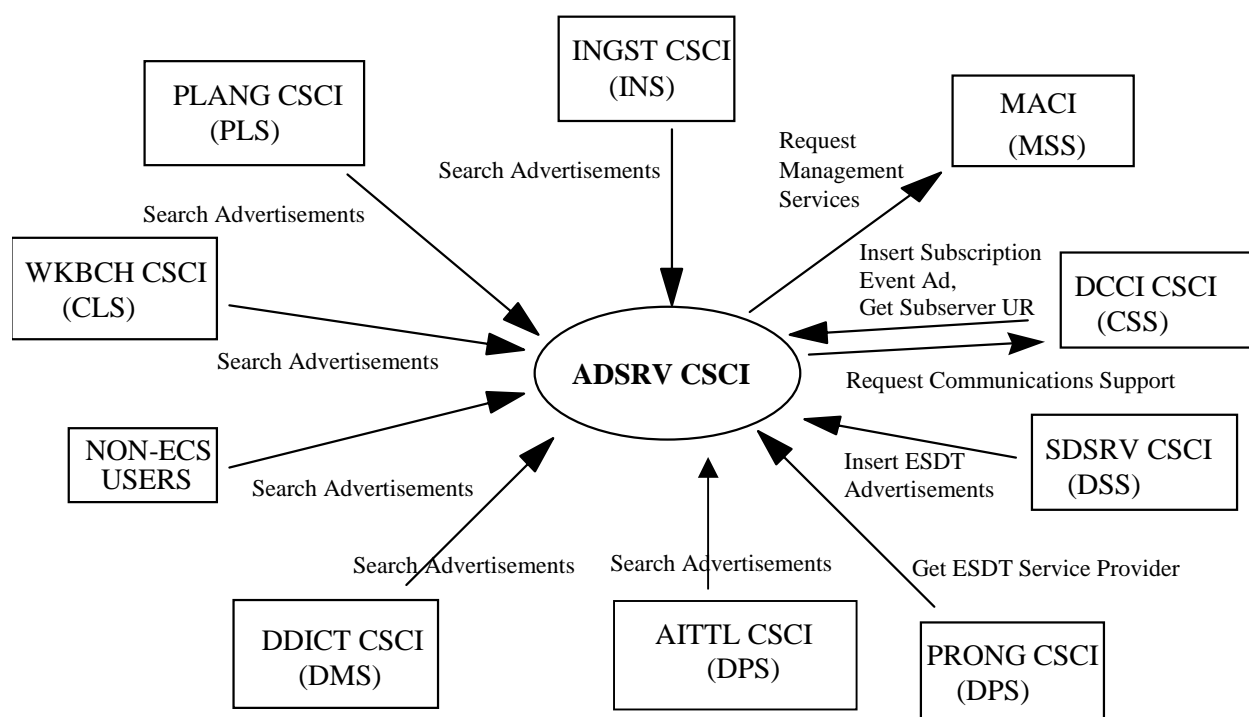 INGST CSCI
(INS)
PLANG CSCI
(PLS)
MACI
(MSS)
Request
Management
Services
Search Advertisements
Search Advertisements
WKBCH CSCI
(CLS)
Insert Subscription
Event Ad,
Get Subserver UR
DCCI CSCI
(CSS)
Search Advertisements
ADSRV CSCI
Request Communications Support
NON-ECS
USERS
Search Advertisements
Insert ESDT
Advertisements
SDSRV CSCI
(DSS)
Search Advertisements
Search Advertisements
Get ESDT Service Provider
DDICT CSCI
(DMS)
AITTL CSCI
(DPS)
PRONG CSCI
(DPS)